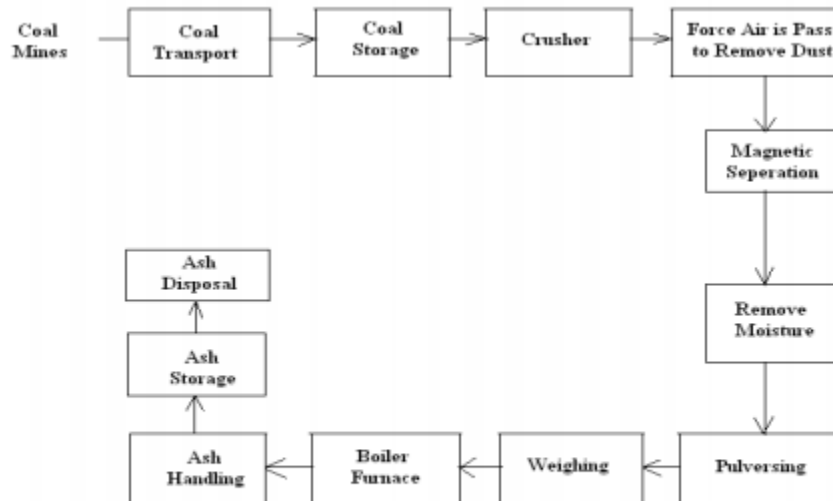 Coal
Mines
Coal
Transport
Coal
Storage
Crusher
Force Air is Pass
to Remove Dust
Magnetic
Seperation
Remove
Moisture
Pulversing
Weighing
Boiler
Furnace
Ash
Handling
Ash
Storage
Ash
Disposal